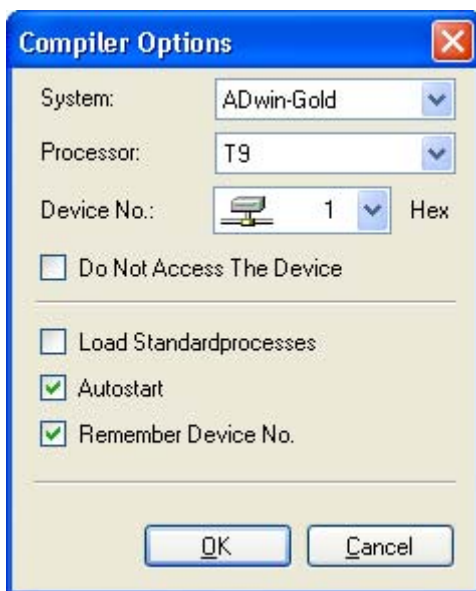 Compiler Options
System: ADwin-Gold
Processor: T9
Device No.: 1 Hex
Do Not Access The Device
Load Standardprocesses
Autostart
Remember Device No.
OK Cancel